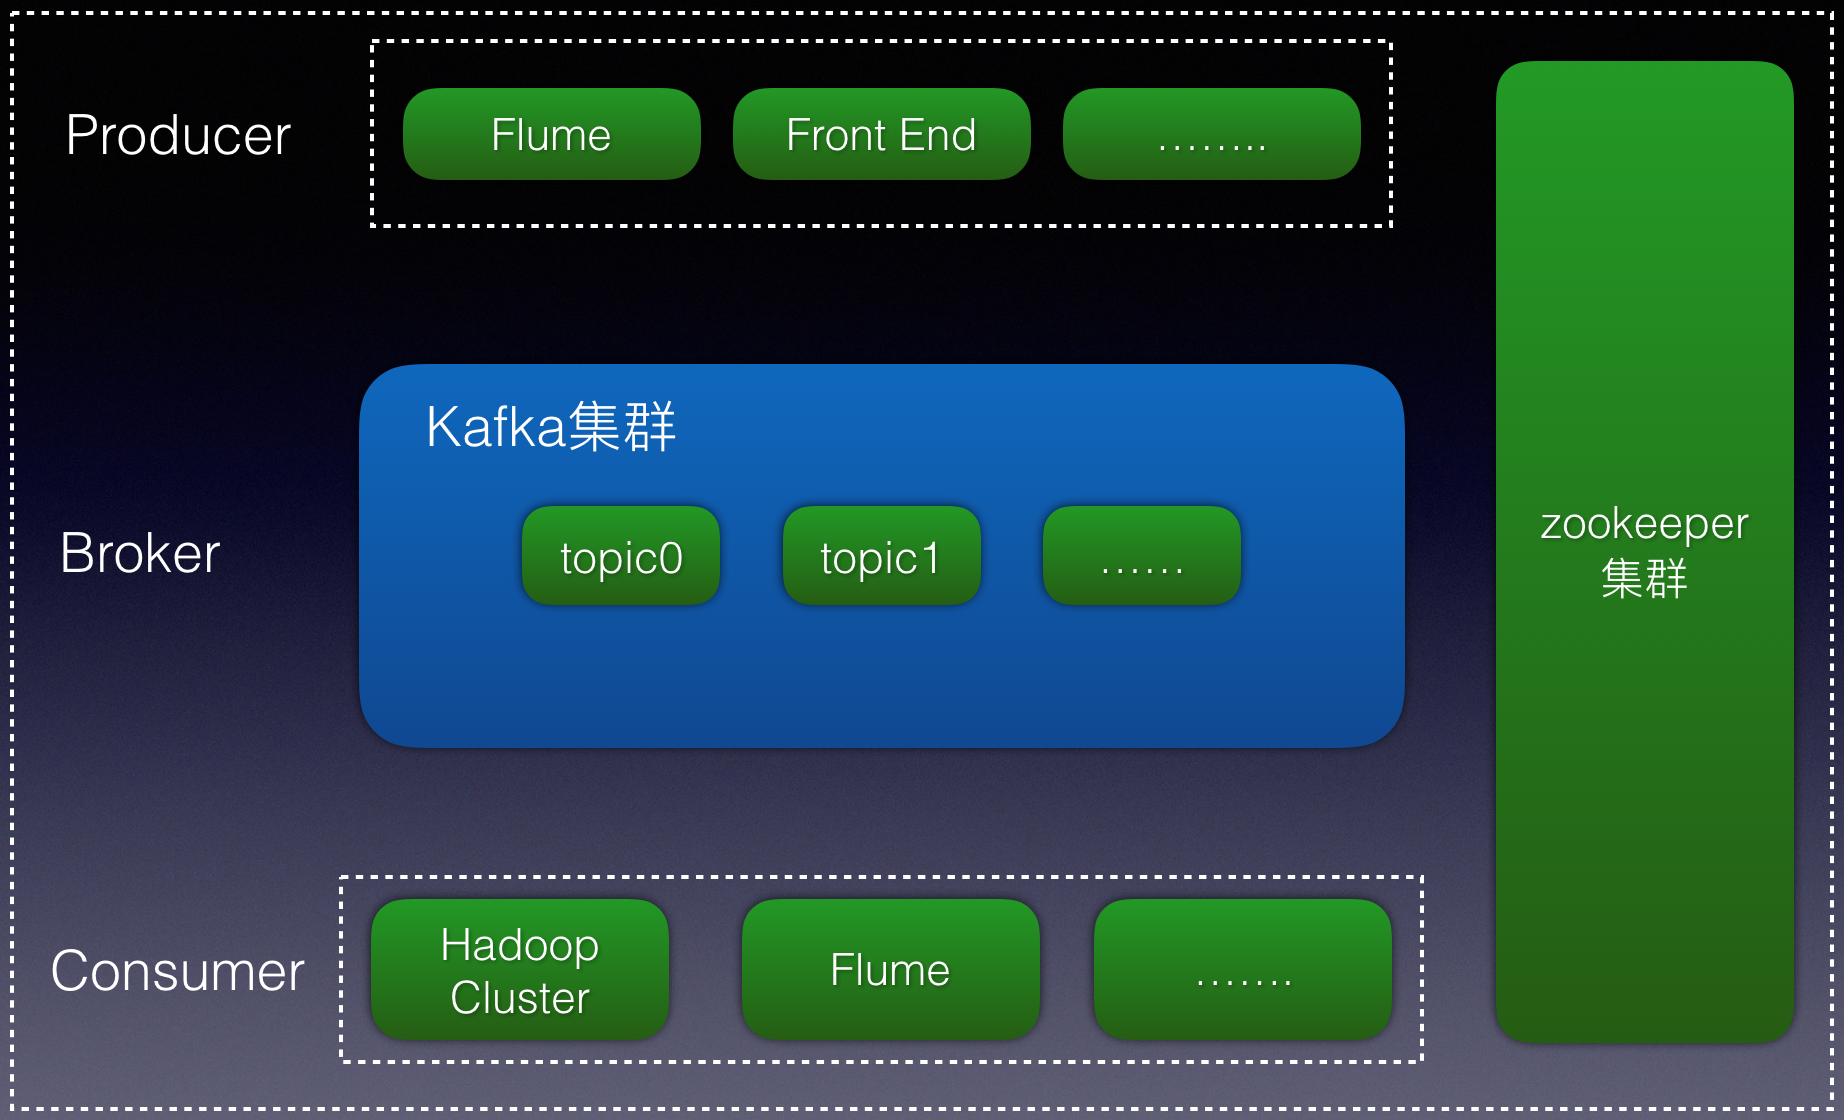 Producer
Flume
Front End
........
Kafka集群
Broker
topic0
topic1
......
zookeeper
集群
Consumer
Hadoop
Cluster
Flume
.......